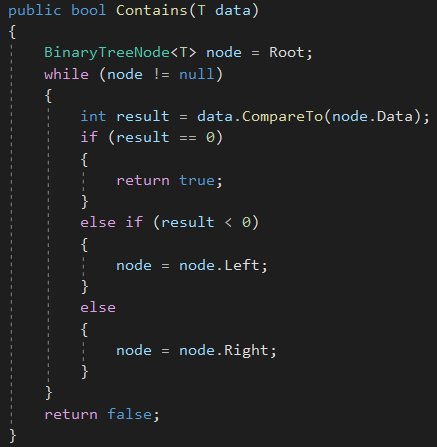 public bool Contains(T data)
{
    BinaryTreeNode<T> node = Root;
    while (node != null)
    {
        int result = data.CompareTo(node.Data);
        if (result == 0)
        {
            return true;
        }
        else if (result < 0)
        {
            node = node.Left;
        }
        else
        {
            node = node.Right;
        }
    }
    return false;
}